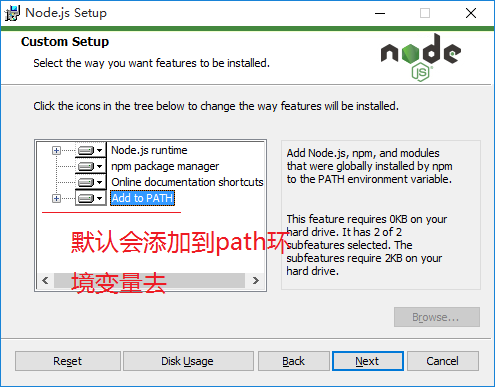 Node.js Setup
Custom Setup
Select the way you want features to be installed.
node
JS
Click the icons in the tree below to change the way features will be installed.
Node.js runtime
npm package manager
Online documentation shortcuts
Add to PATH
Add Node.js, npm, and modules
that were globally installed by npm
to the PATH environment variable.
This feature requires 0KB on your
hard drive. It has 2 of 2
subfeatures selected. The
subfeatures require 2KB on your
hard drive.
默认会添加到path环
境变量去
Browse...
Reset
Disk Usage
Back
Next
Cancel